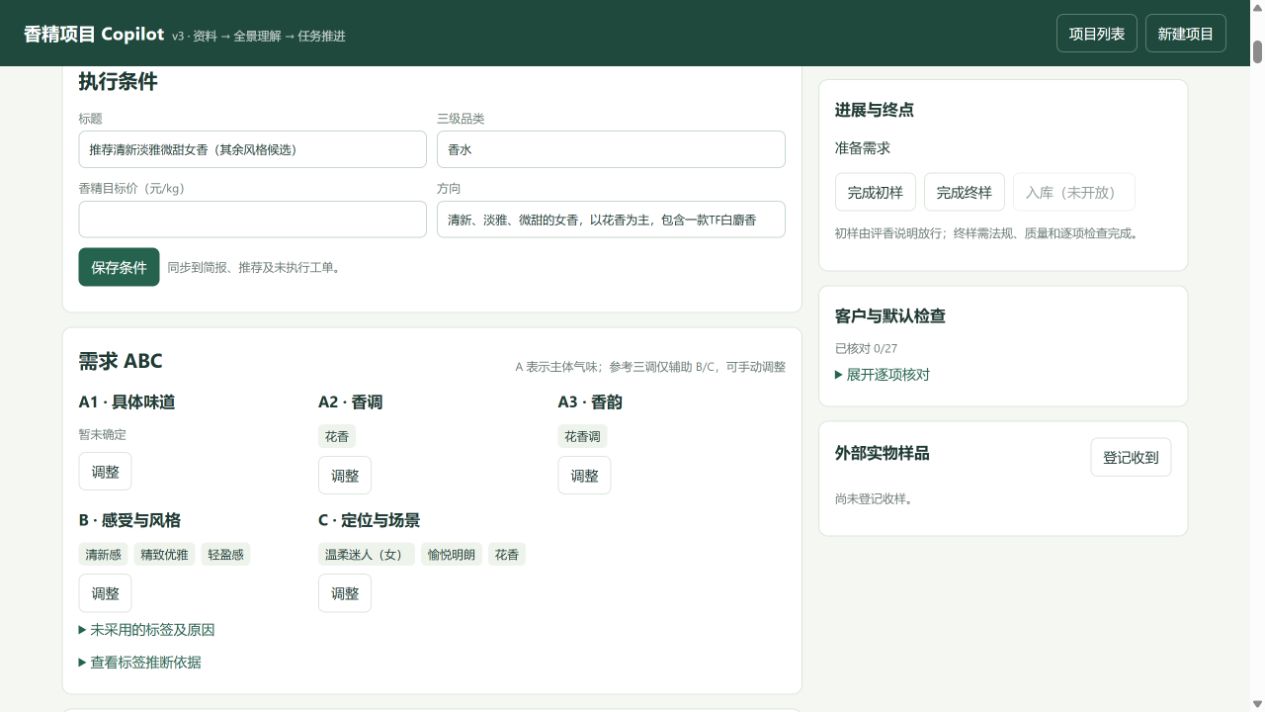 香精项目 Copilot v3 · 资料 → 全景理解 → 任务推进
项目列表
新建项目
执行条件
标题
推荐清新淡雅微甜女香（其余风格候选）
三级品类
香水
香精目标价（元/kg）
方向
清新、淡雅、微甜的女香，以花香为主，包含一款TF白麝香
保存条件
同步到简报、推荐及未执行工单。
需求 ABC
A 表示主体气味；参考三调仅辅助 B/C，可手动调整
A1 · 具体味道
暂未确定
调整
A2 · 香调
花香
调整
A3 · 香韵
花香调
调整
B · 感受与风格
清新感 精致优雅 轻盈感
调整
C · 定位与场景
温柔迷人（女） 愉悦明朗 花香
调整
未采用的标签及原因
查看标签推断依据
进展与终点
准备需求
完成初样
完成终样
入库（未开放）
初样由评香说明放行；终样需法规、质量和逐项检查完成。
客户与默认检查
已核对 0/27
展开逐项核对
外部实物样品
登记收到
尚未登记收样。